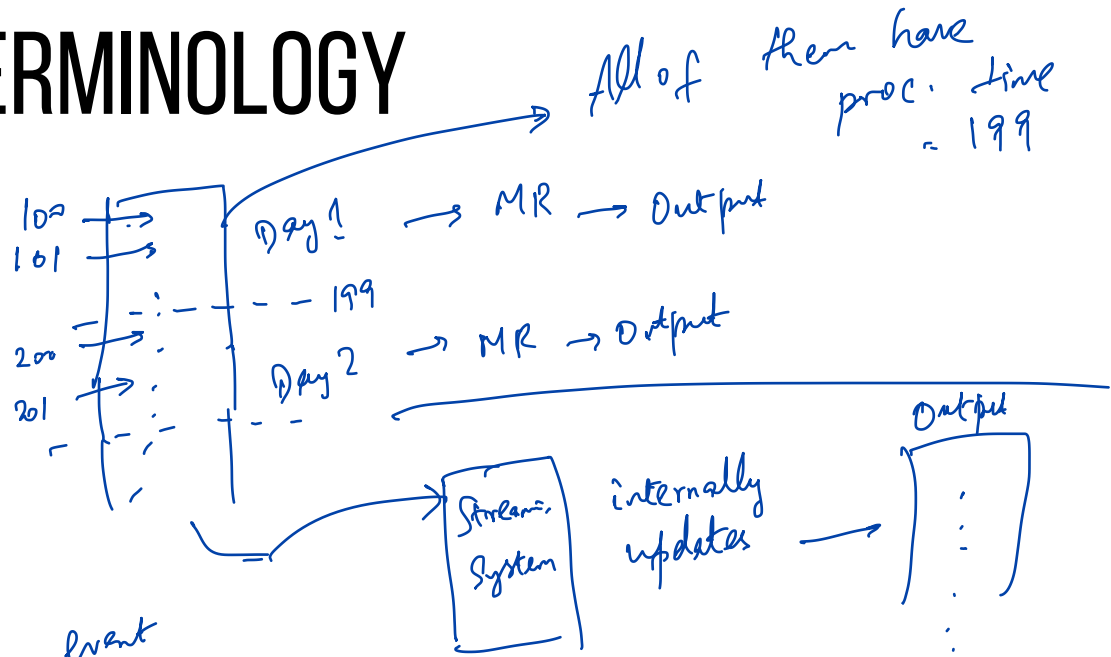 ERMINOLOGY
All of them have
proc. time
= 199
100
101
Day 1 → MR → Output
199
200
201
Day 2 → MR → Output
Output
Stream.
System
internally
updates
Event